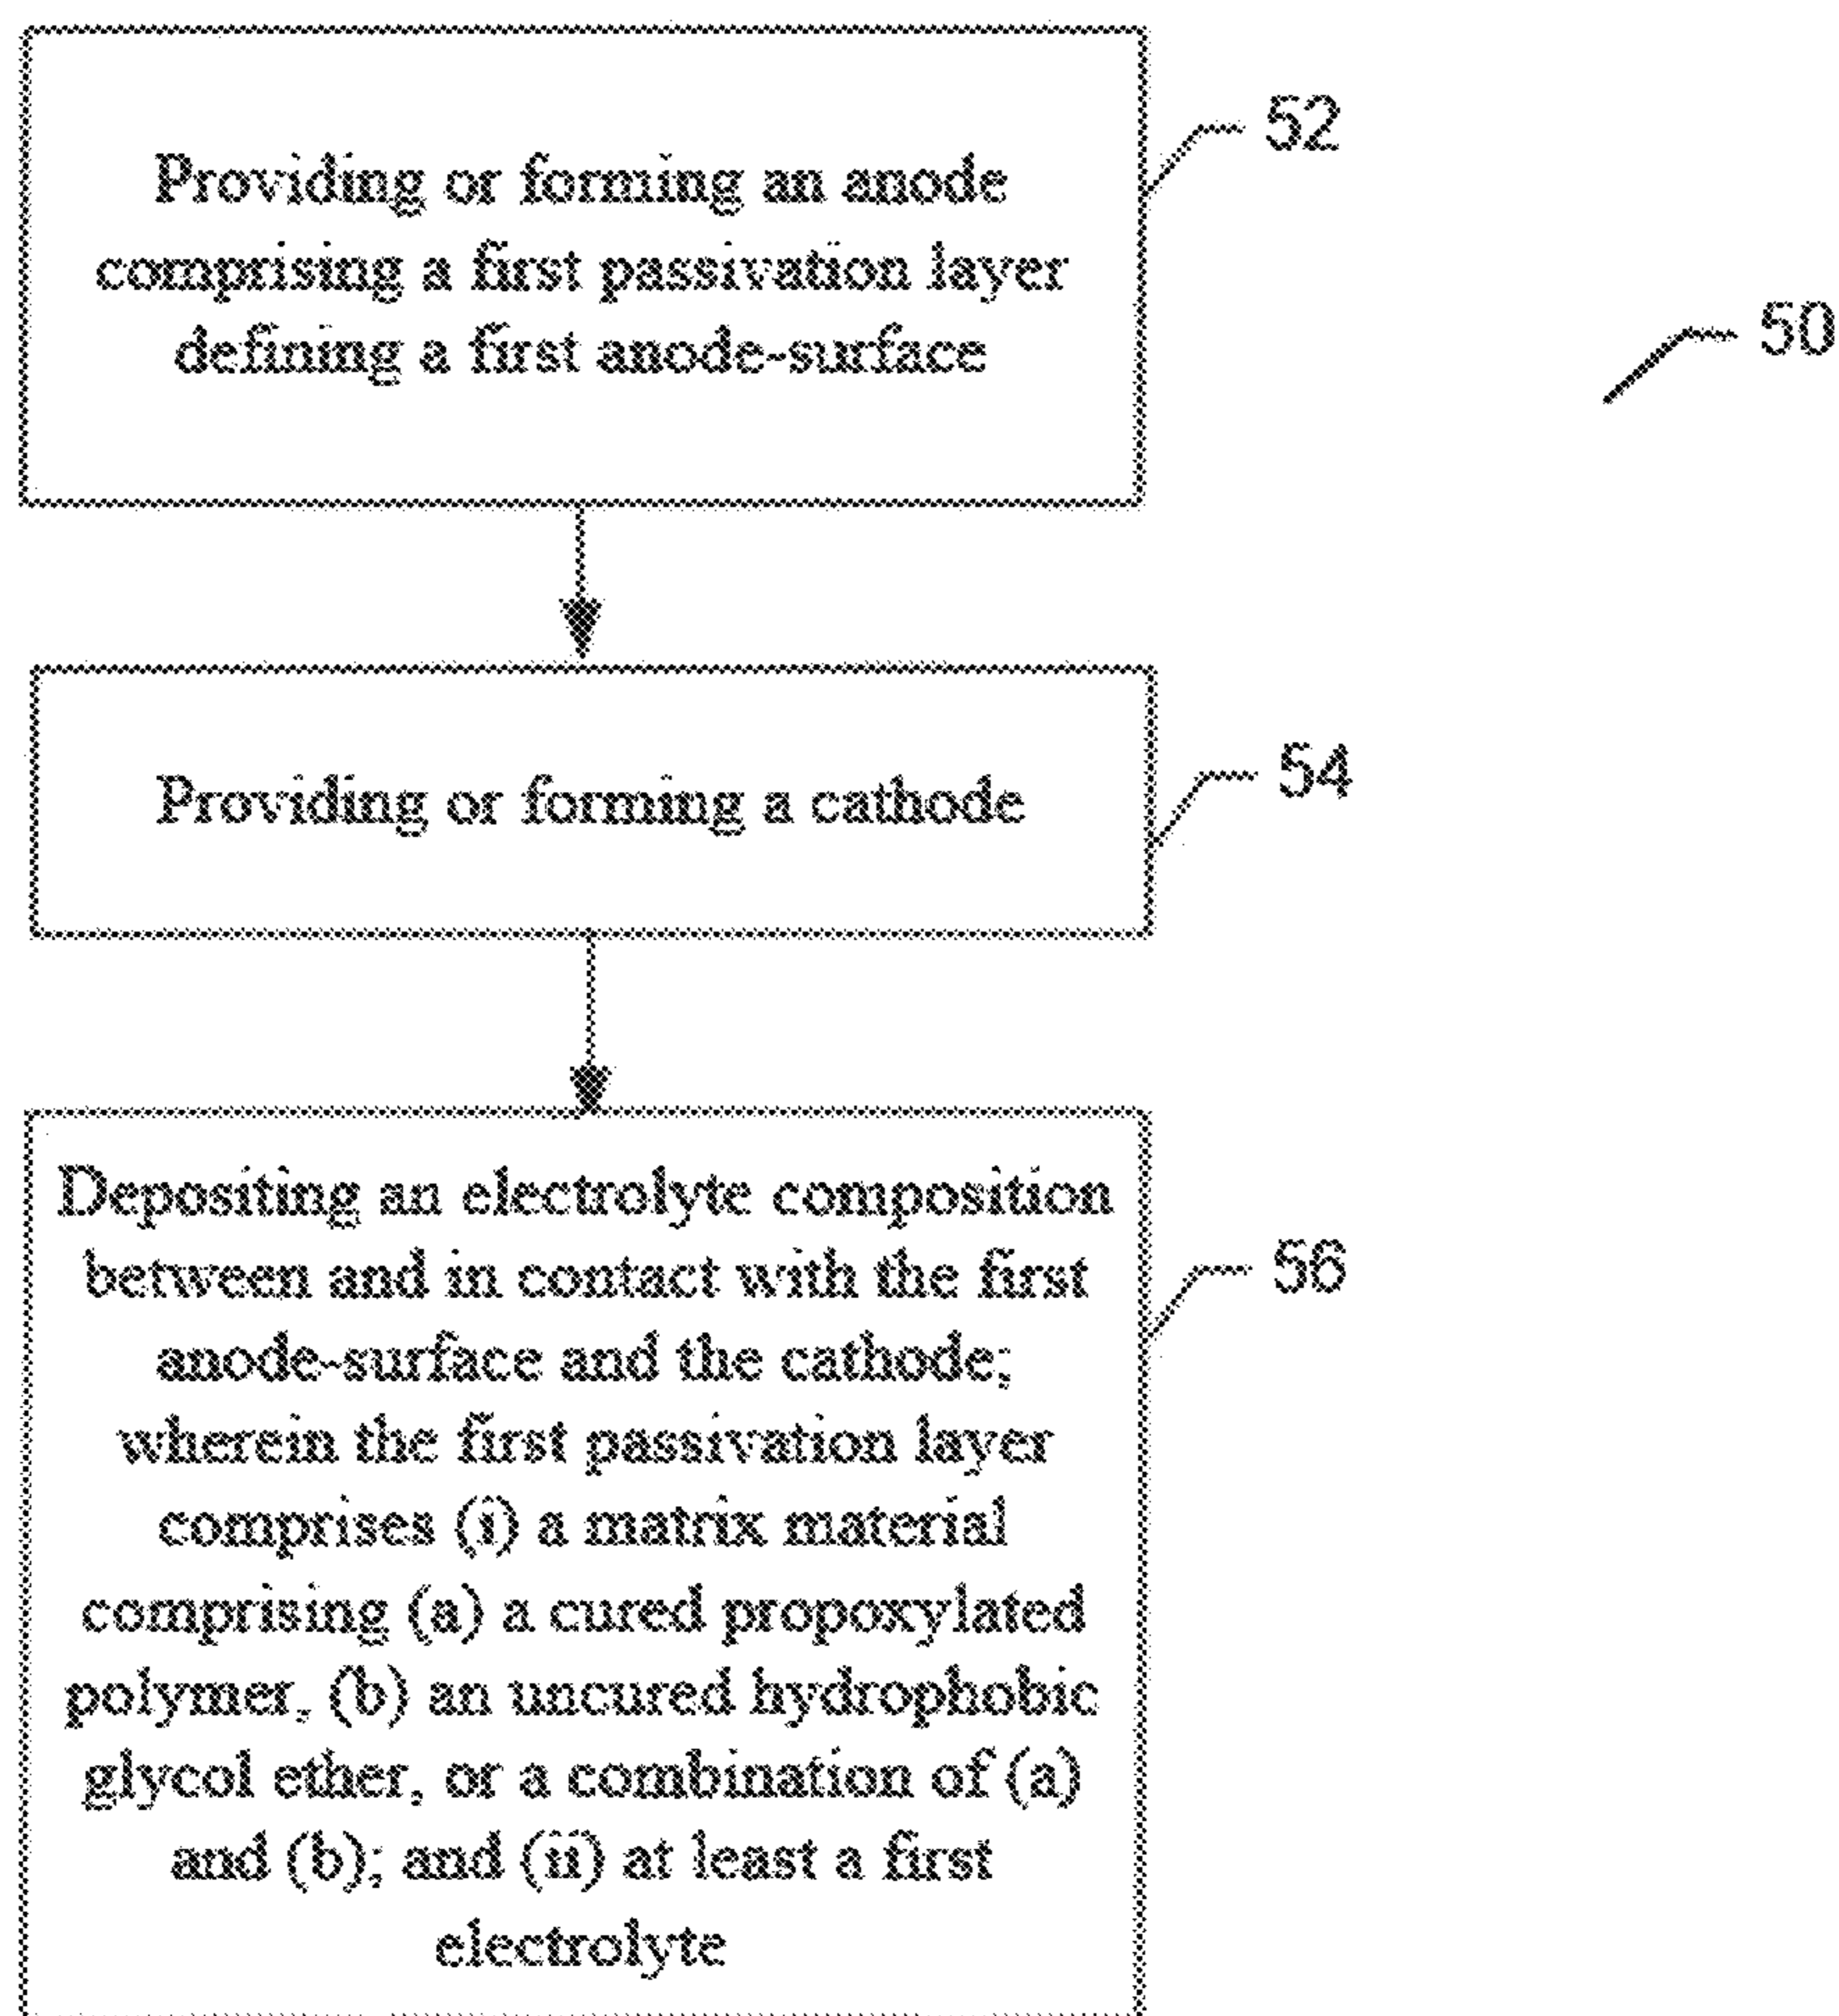 Providing or forming an anode
comprising a first passivation layer
defining a first anode-surface
52
50
Providing or forming a cathode
54
Depositing an electrolyte composition
between and in contact with the first
anode-surface and the cathode;
wherein the first passivation layer
comprises (i) a matrix material
comprising (a) a cured propoxylated
polymer, (b) an uncured hydrophobic
glycol ether, or a combination of (a)
and (b); and (ii) at least a first
electrolyte
56